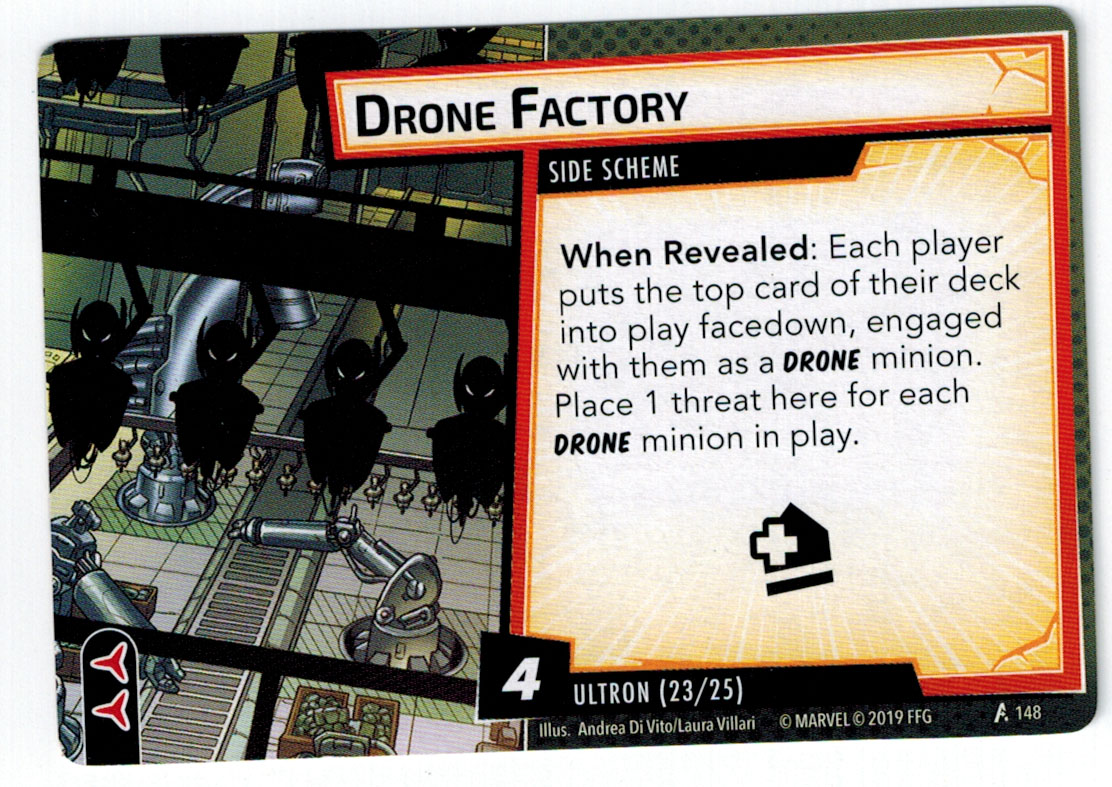 DRONE FACTORY
SIDE SCHEME
When Revealed: Each player
puts the top card of their deck
into play facedown, engaged
with them as a DRONE minion.
Place 1 threat here for each
DRONE minion in play.
4
ULTRON (23/25)
Illus. Andrea Di Vito/Laura Villari © MARVEL © 2019 FFG 148